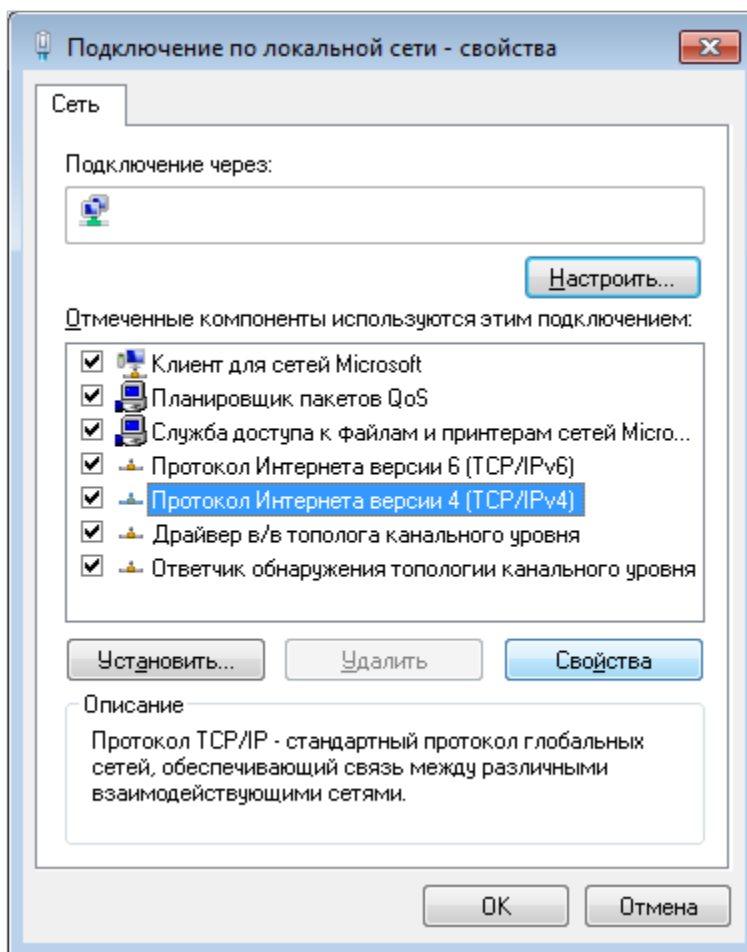 Подключение по локальной сети - свойства
Сеть
Подключение через:
Настроить...
Отмеченные компоненты используются этим подключением:
Клиент для сетей Microsoft
Планировщик пакетов QoS
Служба доступа к файлам и принтерам сетей Micro...
Протокол Интернета версии 6 (TCP/IPv6)
Протокол Интернета версии 4 (TCP/IPv4)
Драйвер в/в тополога канального уровня
Ответчик обнаружения топологии канального уровня
Установить...
Удалить
Свойства
Описание
Протокол TCP/IP - стандартный протокол глобальных
сетей, обеспечивающий связь между различными
взаимодействующими сетями.
OK
Отмена